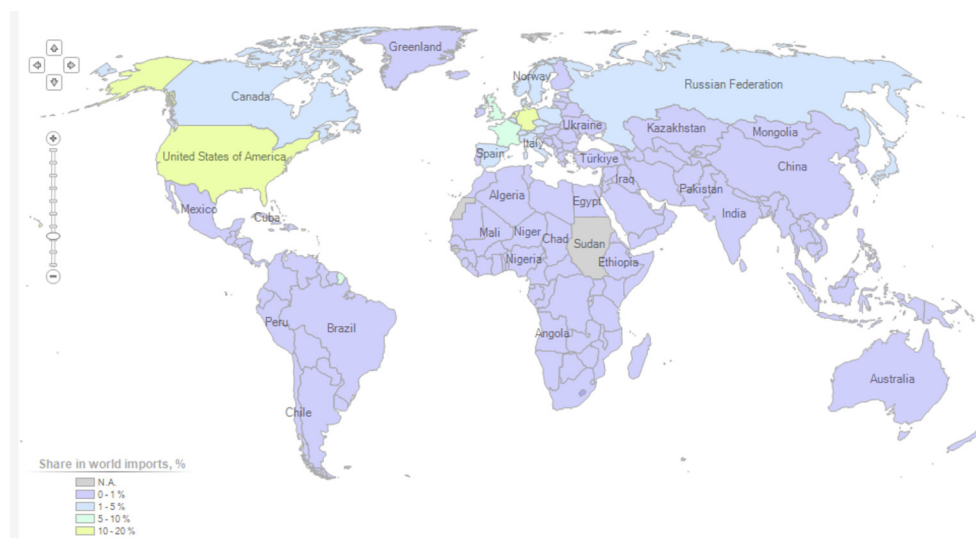 Greenland
Norway
Russian Federation
Canada
Ukraine
Kazakhstan
Mongolia
United States of America
Spain
Italy
Türkiye
China
Iraq
Pakistan
Mexico
Cuba
Algeria
Egypt
India
Mali
Niger
Chad
Sudan
Nigeria
Ethiopia
Peru
Brazil
Angola
Australia
Chile
Share in world imports, %
N.A.
0 - 1 %
1 - 5 %
5 - 10 %
10 - 20 %